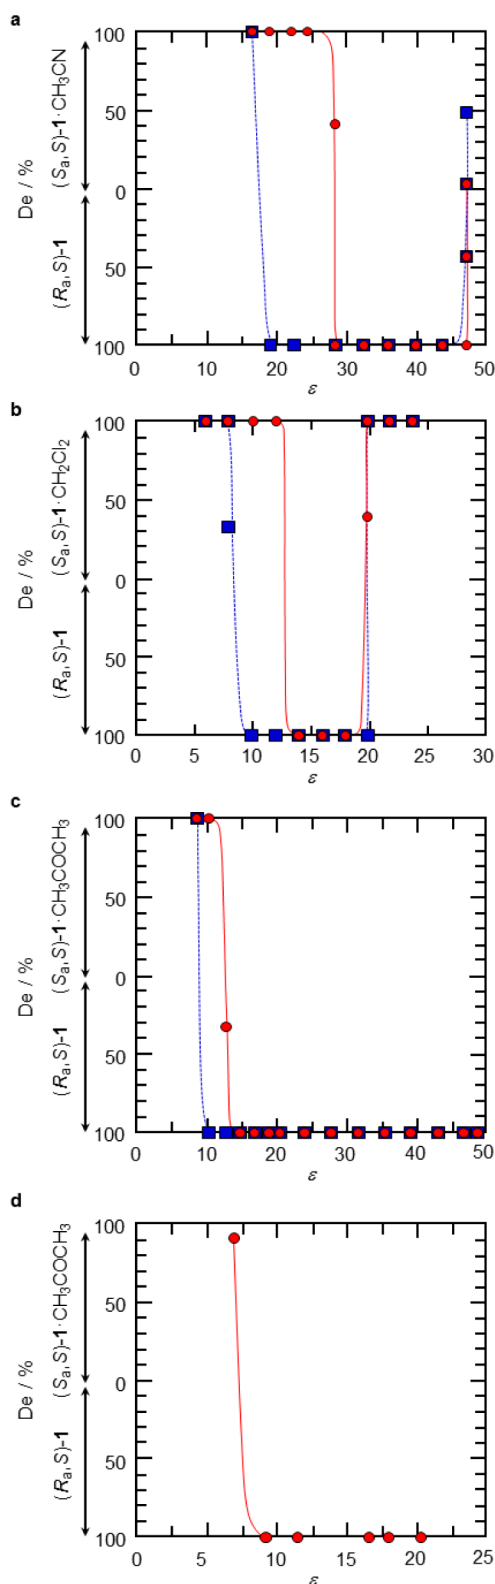 a
De / %
(Ra,S)-1 (Sa,S)-1·CH3CN
100
50
0
50
100
0 5 10 15 20 30 40 50
ε
b
De / %
(Ra,S)-1 (Sa,S)-1·CH2Cl2
100
50
0
50
100
0 5 10 15 20 25 30
ε
c
De / %
(Ra,S)-1 (Sa,S)-1·CH3COCH3
100
50
0
50
100
0 10 20 30 40 50
ε
d
De / %
(Ra,S)-1 (Sa,S)-1·CH3COCH3
100
50
0
50
100
0 5 10 15 20 25
ε